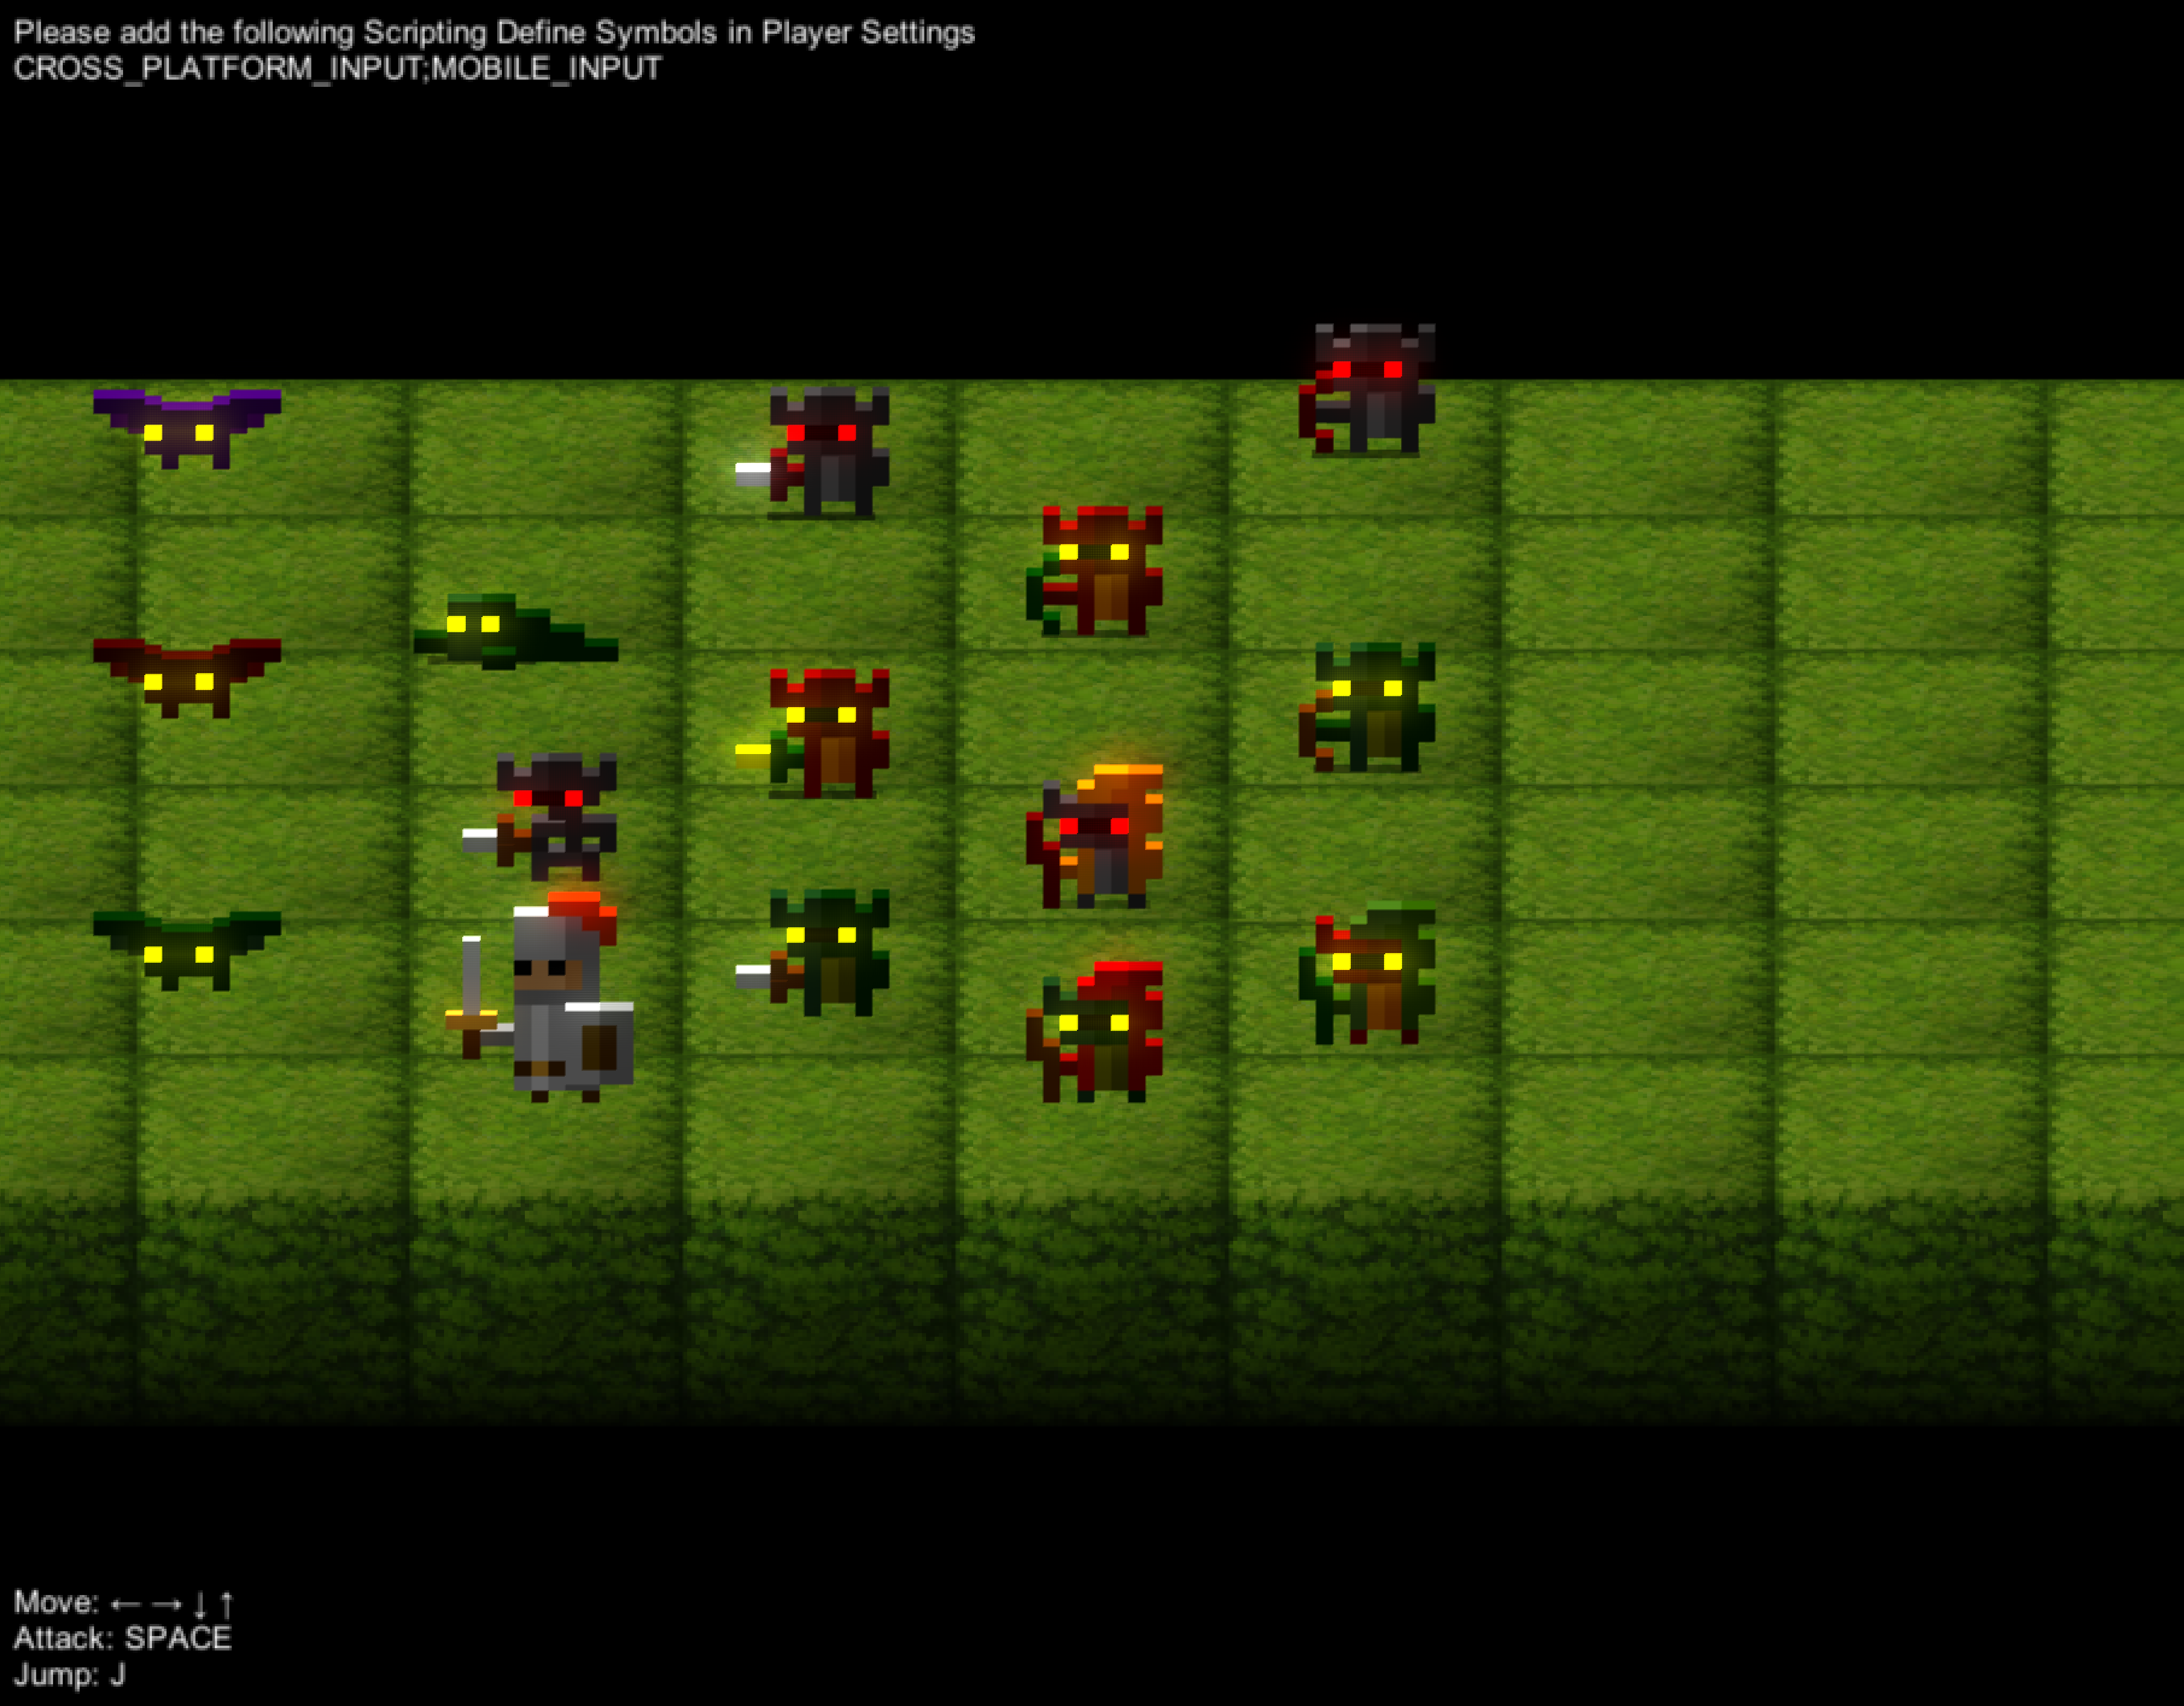 Please add the following Scripting Define Symbols in Player Settings
CROSS_PLATFORM_INPUT;MOBILE_INPUT
Move: ← → ↓ ↑
Attack: SPACE
Jump: J